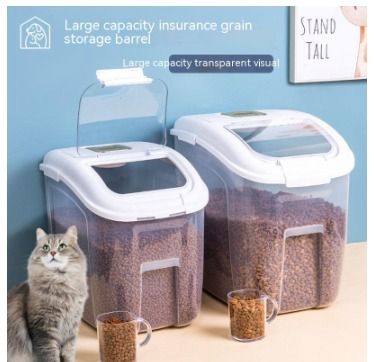 Large capacity insurance grain
storage barrel
Large capacity transparent visual
STAND
TALL